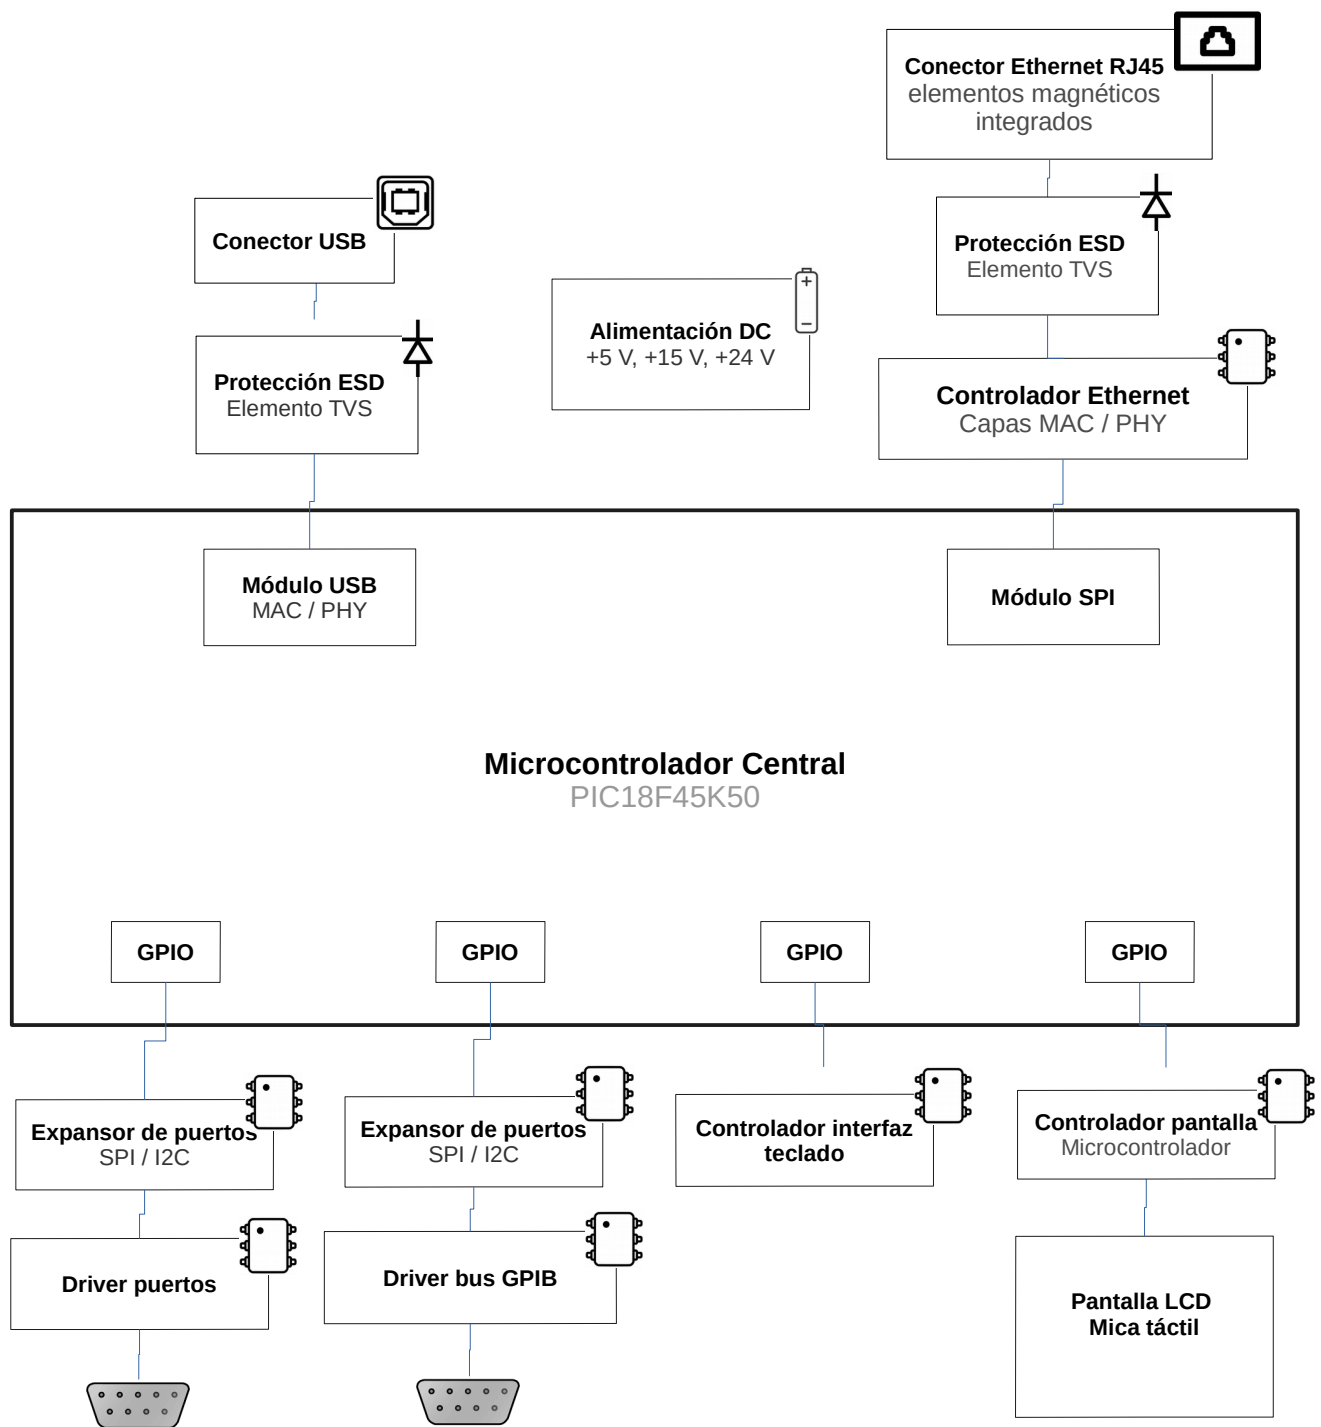 Conector Ethernet RJ45
elementos magnéticos
integrados
Conector USB
Protección ESD
Elemento TVS
Alimentación DC
+5 V, +15 V, +24 V
Protección ESD
Elemento TVS
Controlador Ethernet
Capas MAC / PHY
Módulo USB
MAC / PHY
Módulo SPI
Microcontrolador Central
PIC18F45K50
GPIO
GPIO
GPIO
GPIO
Expansor de puertos
SPI / I2C
Expansor de puertos
SPI / I2C
Controlador interfaz
teclado
Controlador pantalla
Microcontrolador
Driver puertos
Driver bus GPIB
Pantalla LCD
Mica táctil